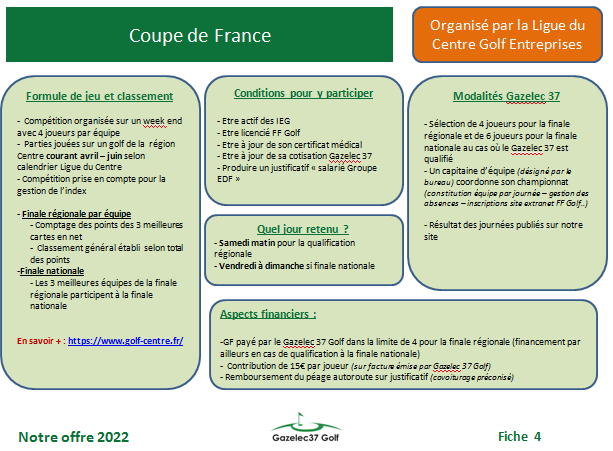 Coupe de France
Organisé par la Ligue du
Centre Golf Entreprises
Formule de jeu et classement
- Compétition organisée sur un week end
avec 4 joueurs par équipe
- Parties jouées sur un golf de la région
Centre courant avril – juin selon
calendrier Ligue du Centre
- Compétition prise en compte pour la
gestion de l'index
- Finale régionale par équipe
- Comptage des points des 3 meilleures
cartes en net
- Classement général établi selon total
des points
-Finale nationale
- Les 3 meilleures équipes de la finale
régionale participent à la finale
nationale
En savoir + : https://www.golf-centre.fr/
Conditions pour y participer
- Etre actif des IEG
- Etre licencié FF Golf
- Etre à jour de son certificat médical
- Etre à jour de sa cotisation Gazelec 37
- Produire un justificatif « salarié Groupe
EDF »
Quel jour retenu ?
- Samedi matin pour la qualification
régionale
- Vendredi à dimanche si finale nationale
Modalités Gazelec 37
- Sélection de 4 joueurs pour la finale
régionale et de 6 joueurs pour la finale
nationale au cas où le Gazelec 37 est
qualifié
- Un capitaine d'équipe (désigné par le
bureau) coordonne son championnat
(constitution équipe par journée – gestion des
absences – inscriptions site extranet FF Golf..)
- Résultat des journées publiés sur notre
site
Aspects financiers :
-GF payé par le Gazelec 37 Golf dans la limite de 4 pour la finale régionale (financement par
ailleurs en cas de qualification à la finale nationale)
- Contribution de 15€ par joueur (sur facture émise par Gazelec 37 Golf)
- Remboursement du péage autoroute sur justificatif (covoiturage préconisé)
Notre offre 2022
Gazelec37 Golf
Fiche 4